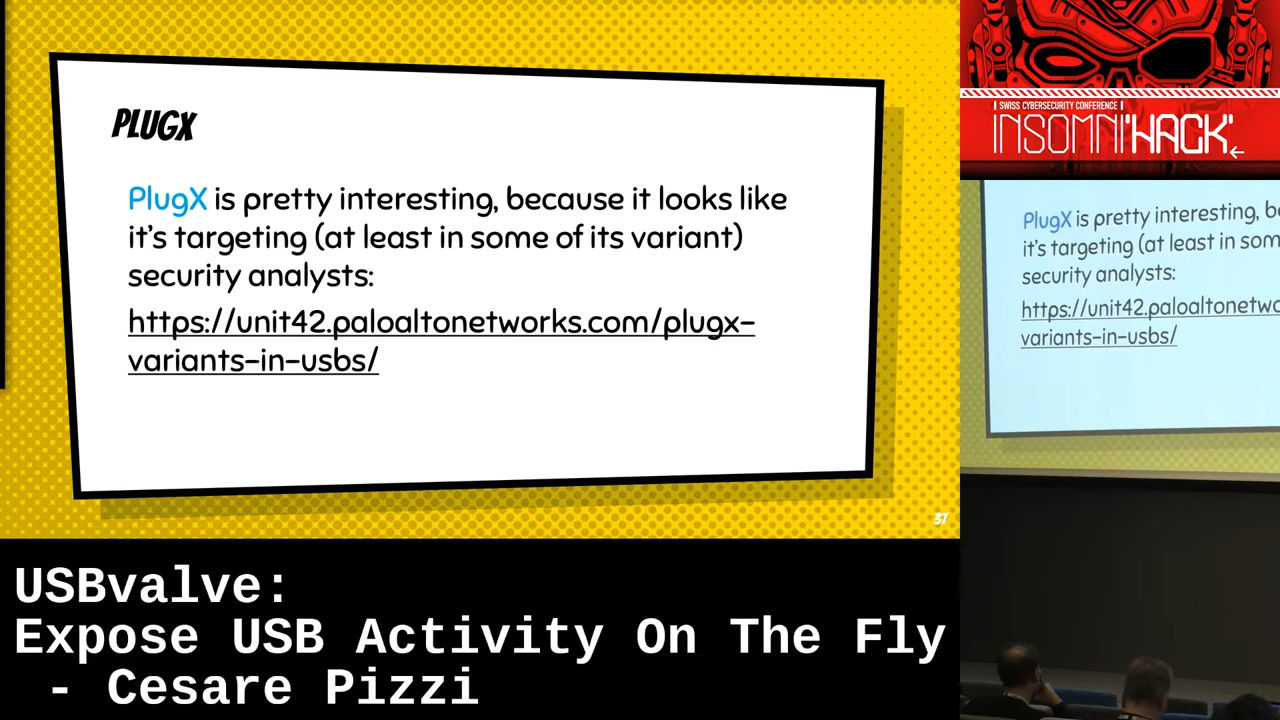 PLUGX
PlugX is pretty interesting, because it looks like
it's targeting (at least in some of its variant)
security analysts:
https://unit42.paloaltonetworks.com/plugx-
variants-in-usbs/
37
USBvalve:
Expose USB Activity On The Fly
- Cesare Pizzi
SWISS CYBERSECURITY CONFERENCE
INSOMNI'HACK'
PlugX is pretty interesting, b
it's targeting (at least in som
security analysts:
https://unit42.paloaltonetwo
variants-in-usbs/